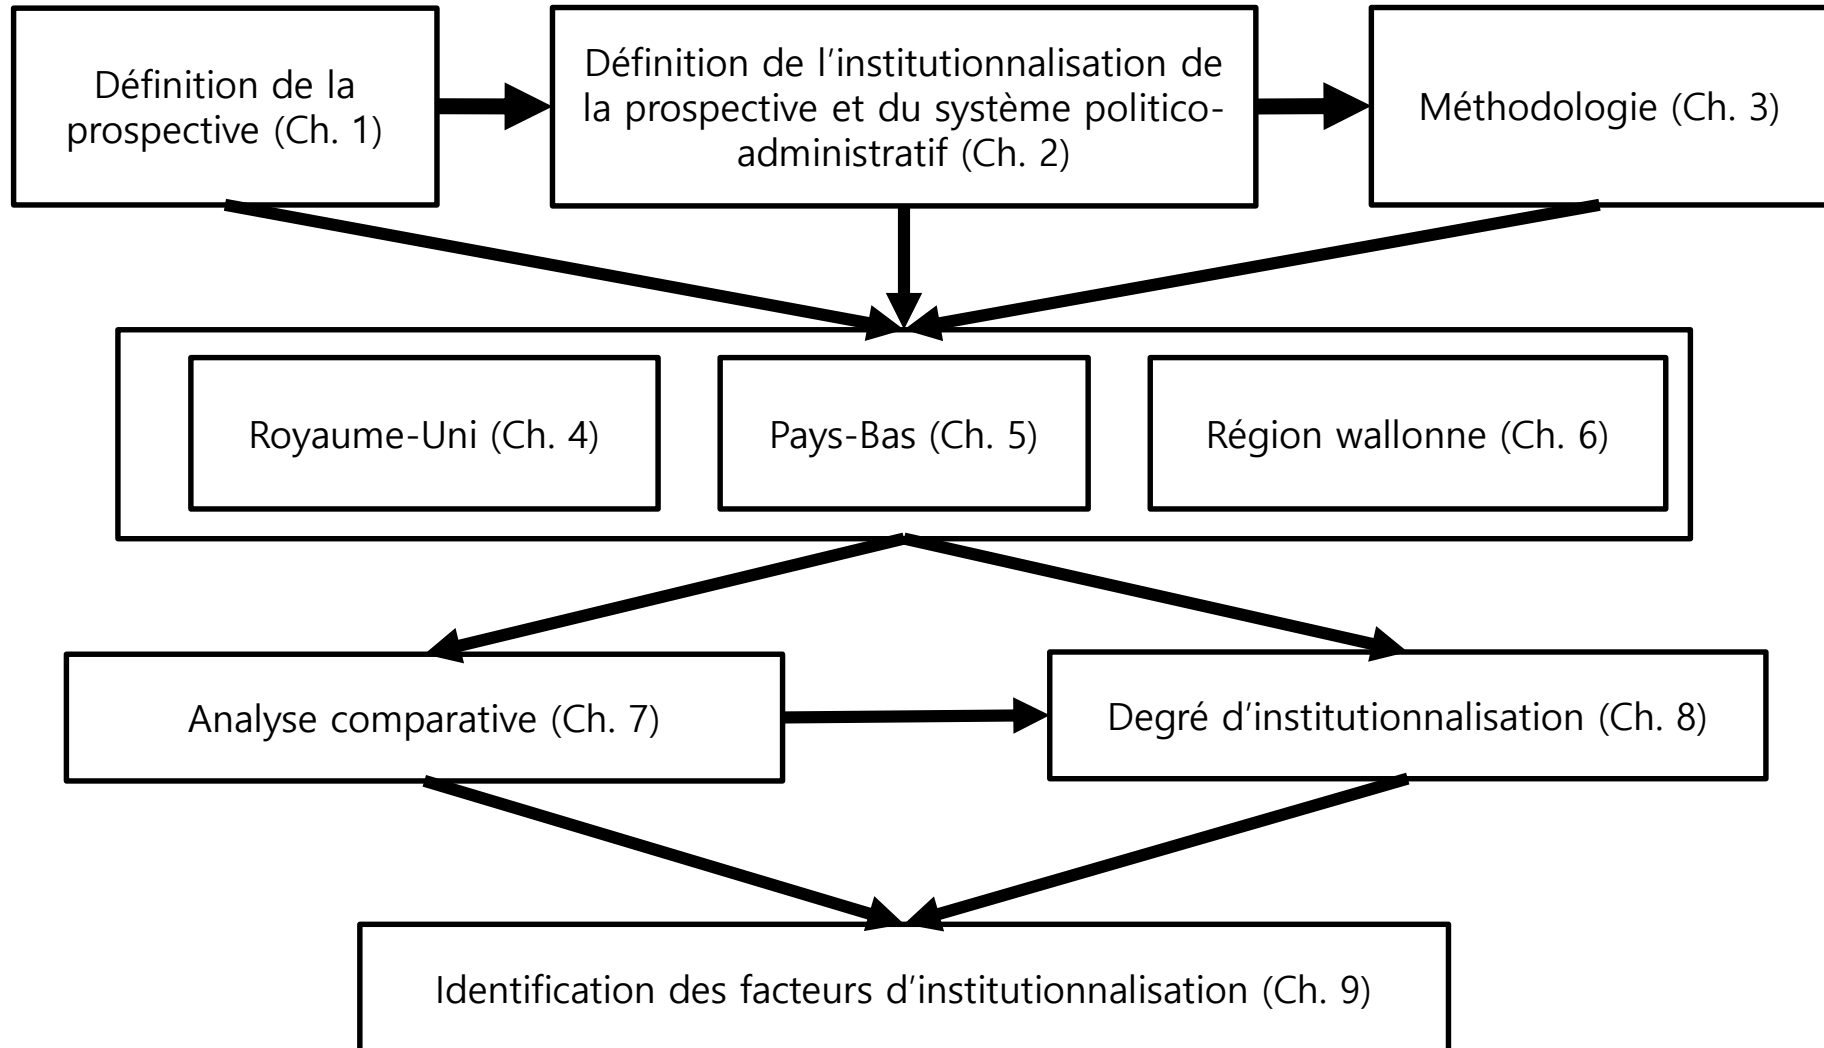 Définition de la
prospective (Ch. 1)
Définition de l'institutionnalisation de
la prospective et du système politico-
administratif (Ch. 2)
Méthodologie (Ch. 3)
Royaume-Uni (Ch. 4)
Pays-Bas (Ch. 5)
Région wallonne (Ch. 6)
Analyse comparative (Ch. 7)
Degré d'institutionnalisation (Ch. 8)
Identification des facteurs d'institutionnalisation (Ch. 9)